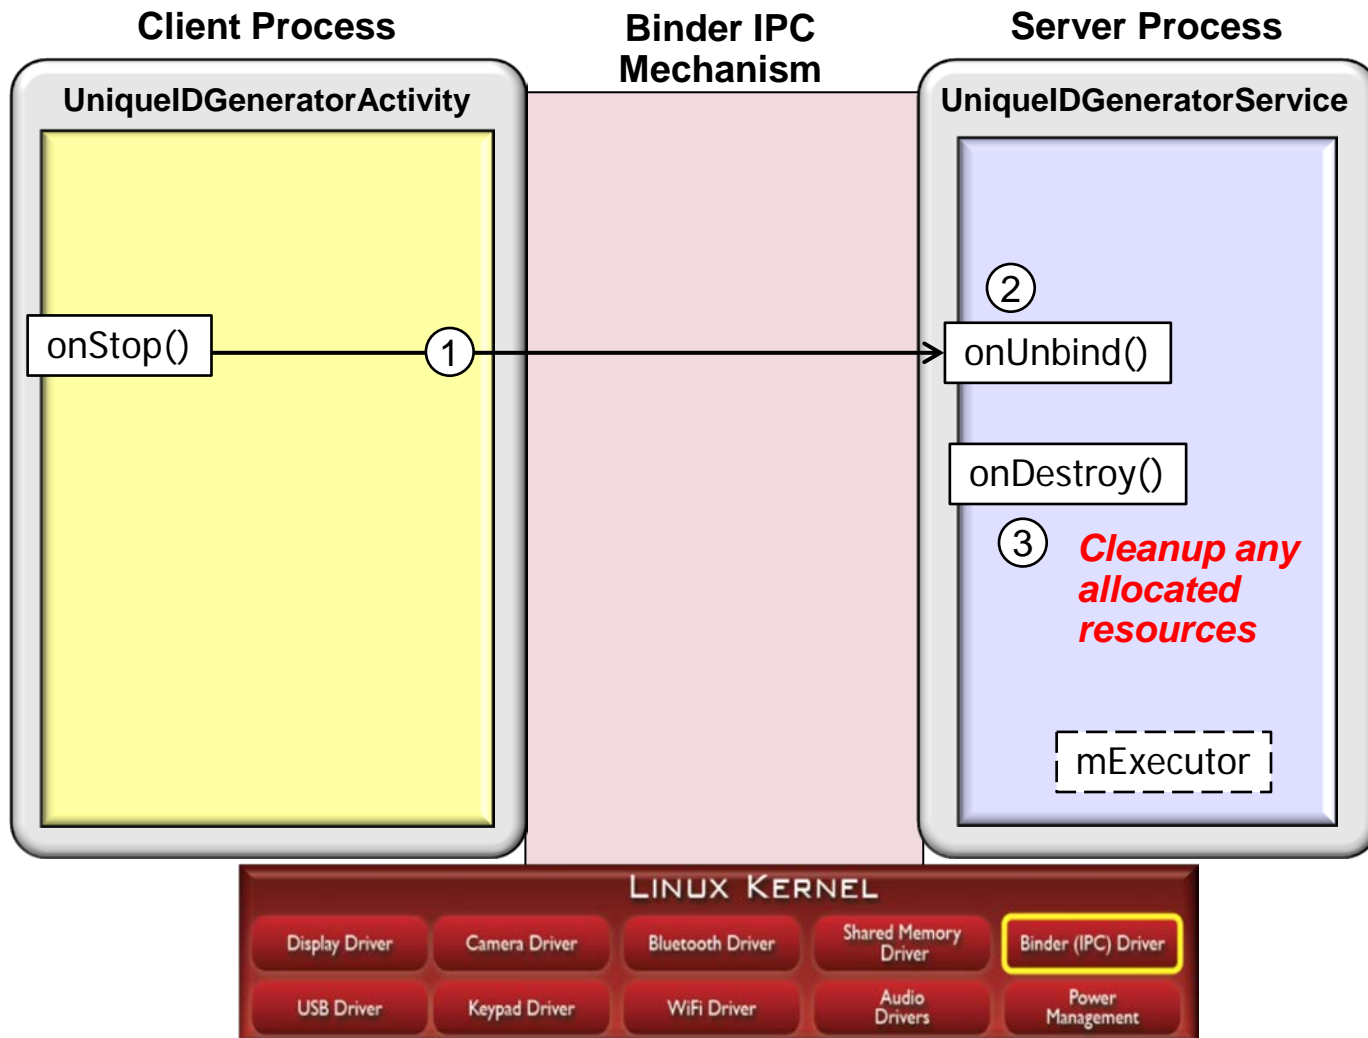 Client Process
Binder IPC
Mechanism
Server Process
UniqueIDGeneratorActivity
UniqueIDGeneratorService
2
onStop()
1
onUnbind()
onDestroy()
3
Cleanup any
allocated
resources
mExecutor
LINUX KERNEL
Display Driver
Camera Driver
Bluetooth Driver
Shared Memory
Driver
Binder (IPC) Driver
USB Driver
Keypad Driver
WiFi Driver
Audio
Drivers
Power
Management